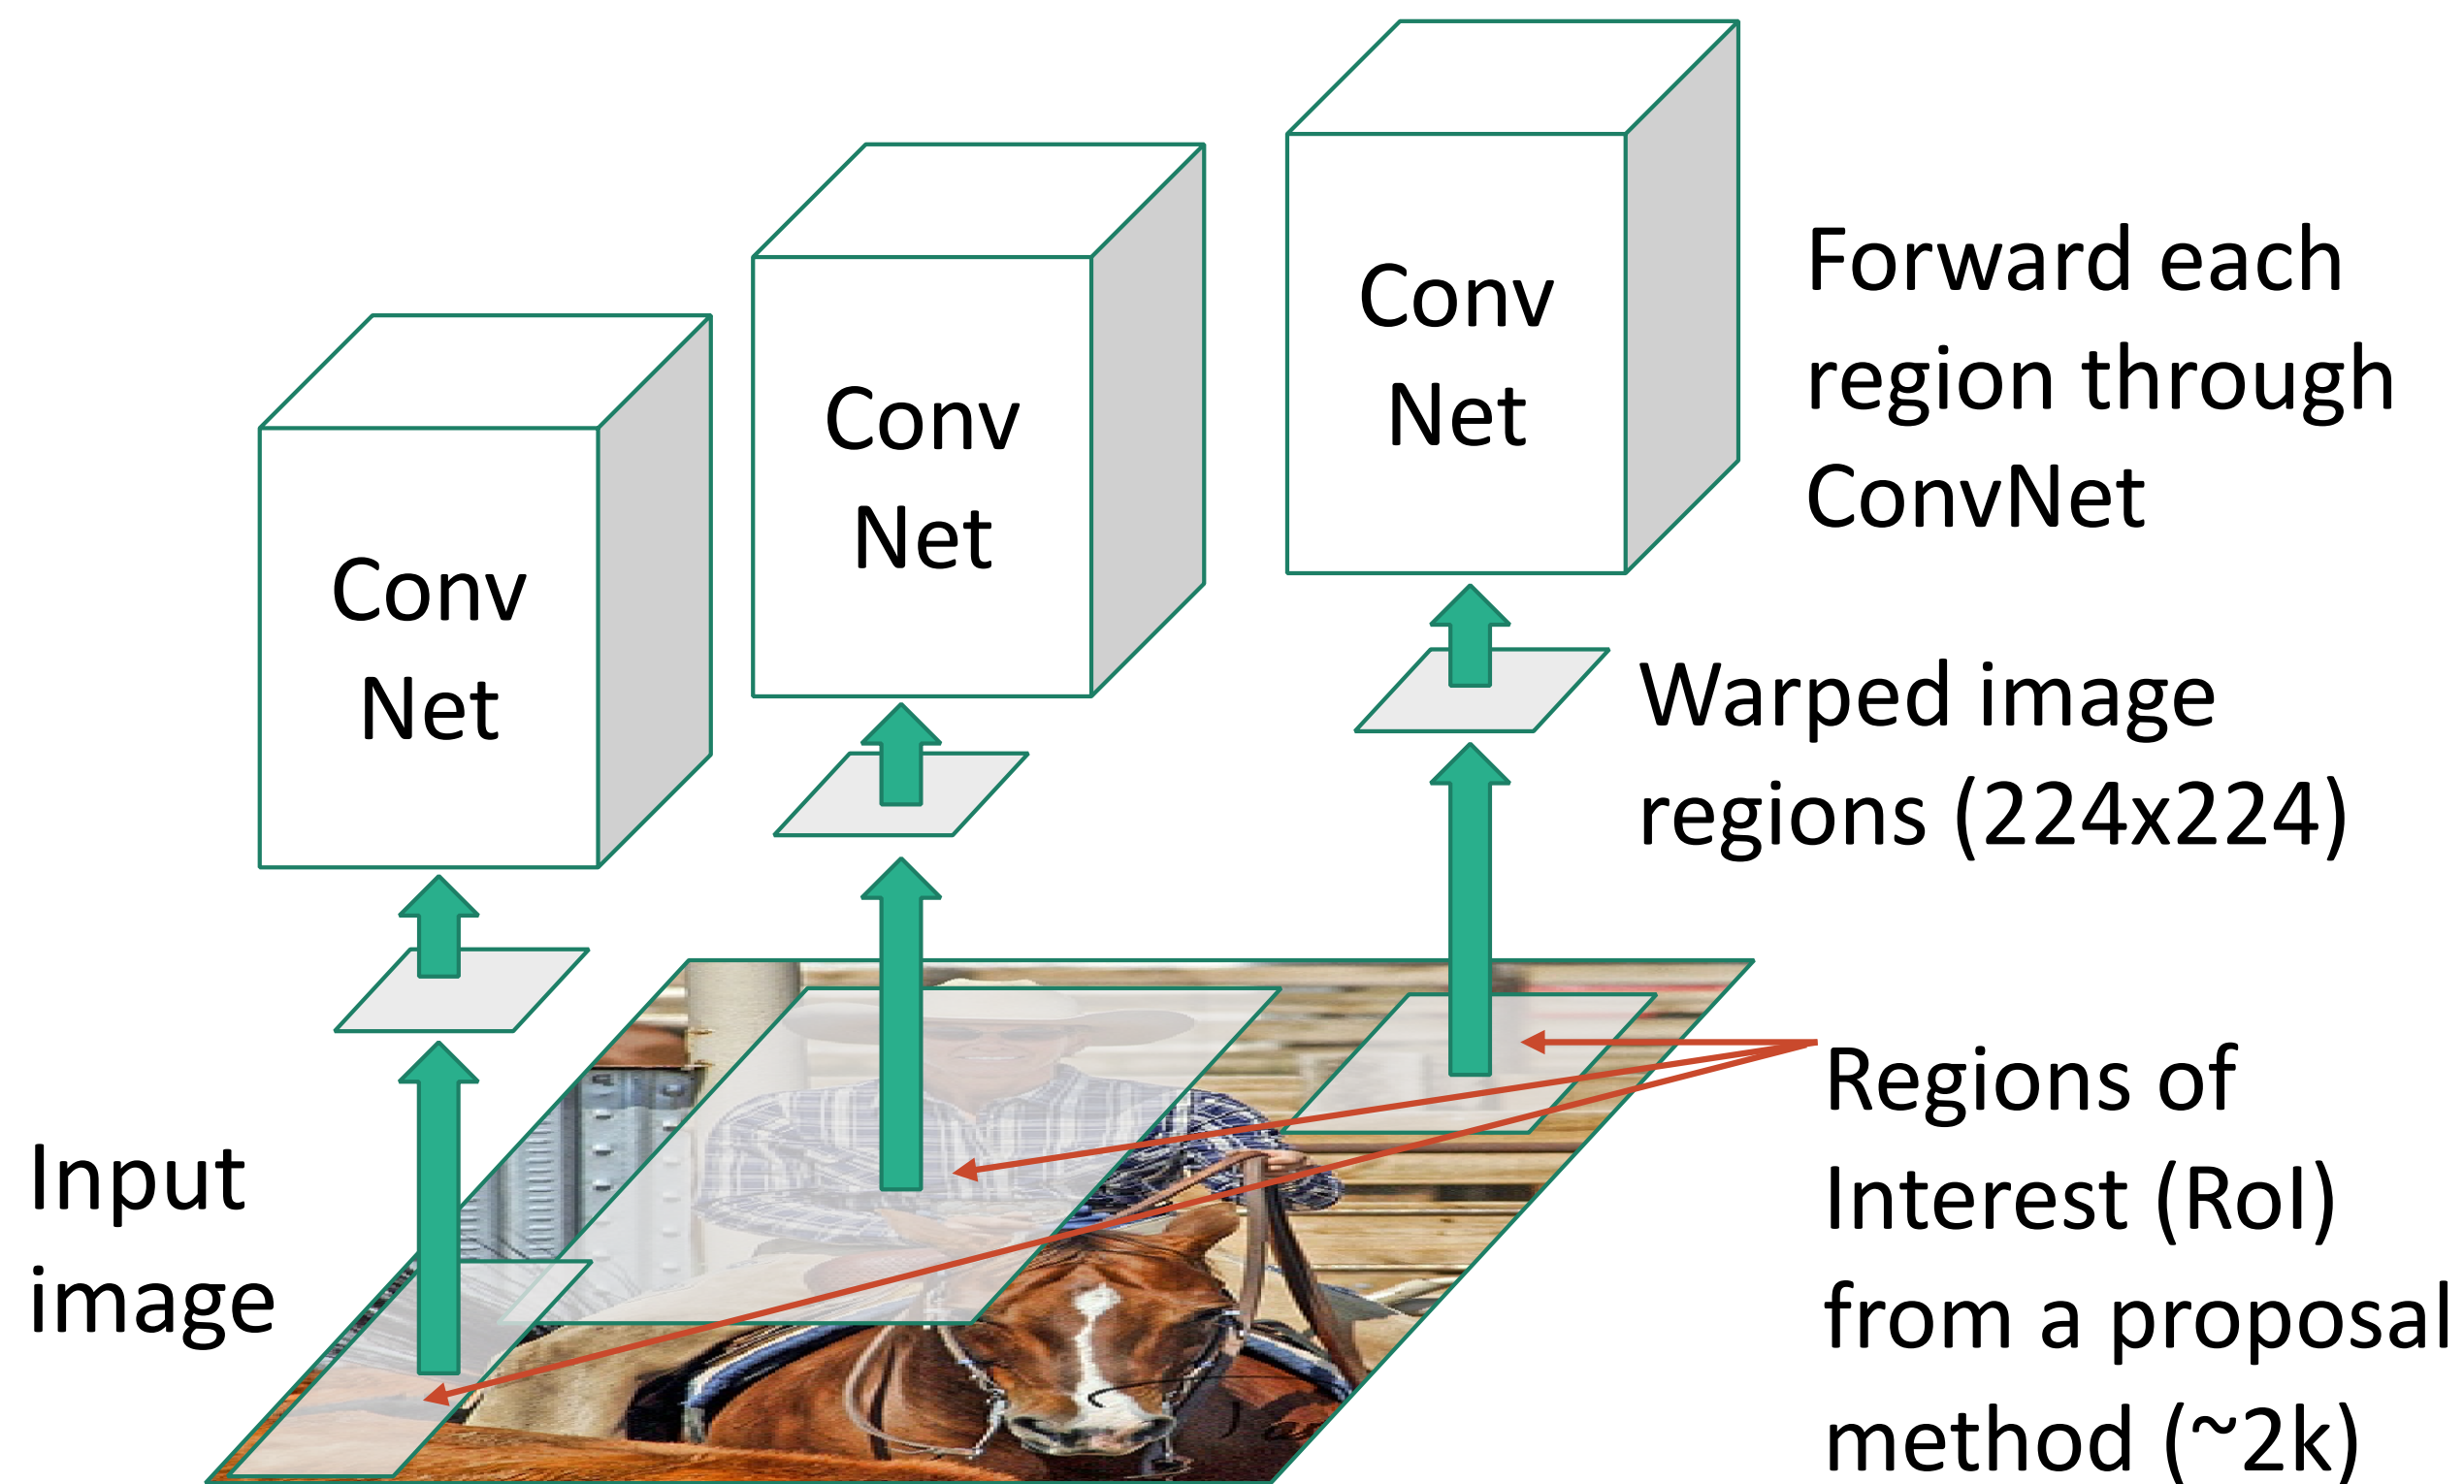 Conv
Net
Conv
Net
Conv
Net
Forward each
region through
ConvNet
Warped image
regions (224x224)
Input
image
Regions of
Interest (RoI)
from a proposal
method (~2k)